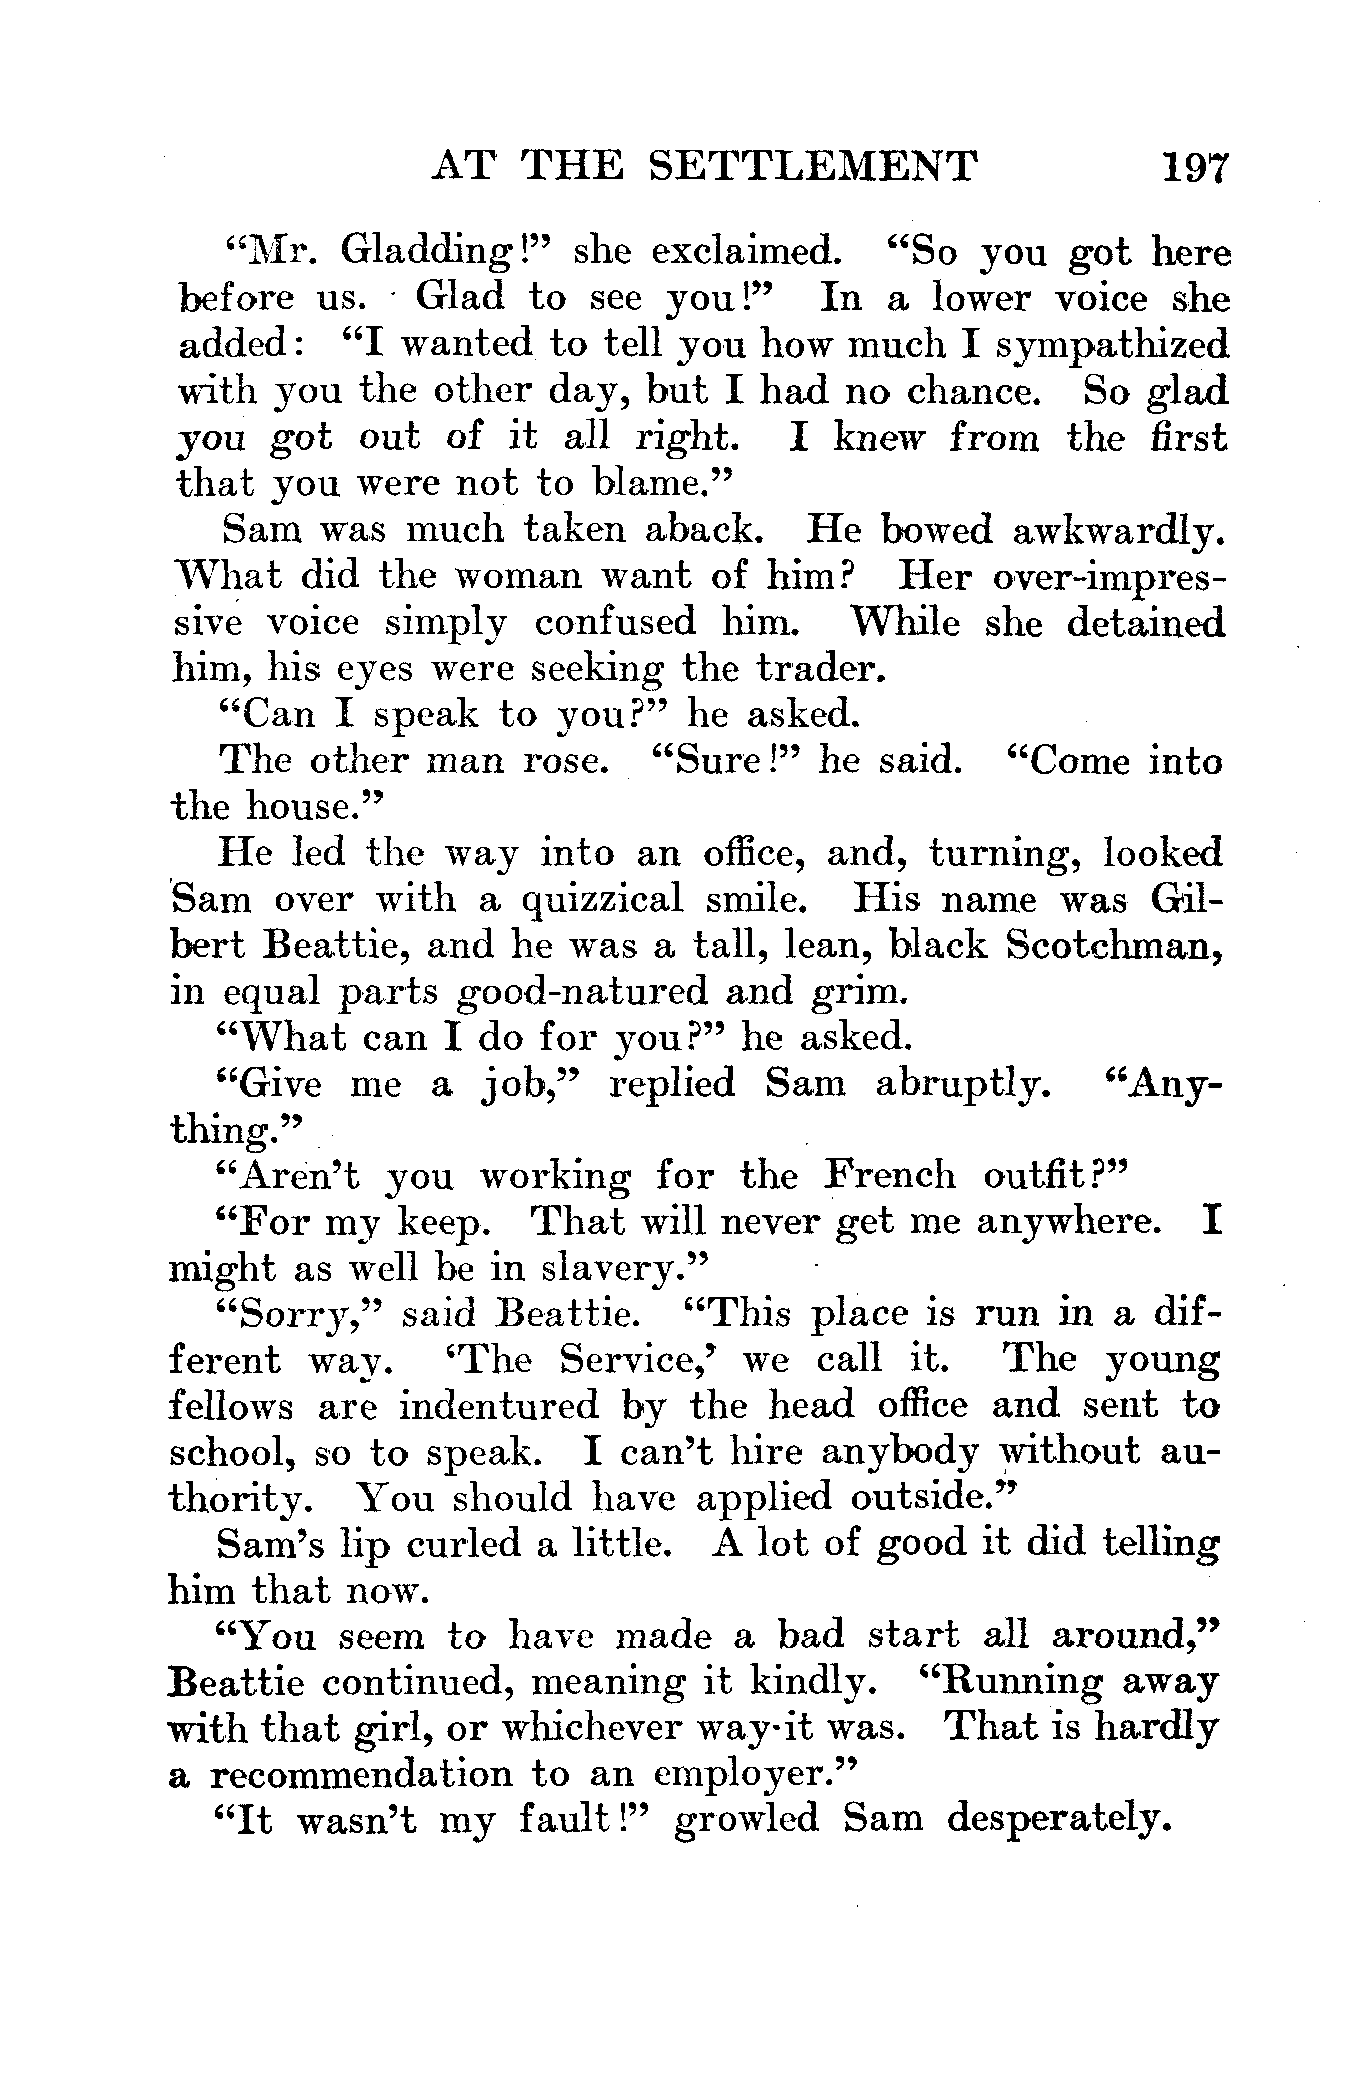 AT THE SETTLEMENT 197
“Mr. Gladding!” she exclaimed. “So you got here
before us. Glad to see you!” In a lower voice she
added: “I wanted to tell you how much I sympathized
with you the other day, but I had no chance. So glad
you got out of it all right. I knew from the first
that you were not to blame.”
Sam was much taken aback. He bowed awkwardly.
What did the woman want of him? Her over-impres-
sive voice simply confused him. While she detained
him, his eyes were seeking the trader.
“Can I speak to you?” he asked.
The other man rose. “Sure!” he said. “Come into
the house.”
He led the way into an office, and, turning, looked
Sam over with a quizzical smile. His name was Gil-
bert Beattie, and he was a tall, lean, black Scotchman,
in equal parts good-natured and grim.
“What can I do for you?” he asked.
“Give me a job,” replied Sam abruptly. “Any-
thing.”
“Aren’t you working for the French outfit?”
“For my keep. That will never get me anywhere. I
might as well be in slavery.”
“Sorry,” said Beattie. “This place is run in a dif-
ferent way. ‘The Service,’ we call it. The young
fellows are indentured by the head office and sent to
school, so to speak. I can’t hire anybody without au-
thority. You should have applied outside.”
Sam’s lip curled a little. A lot of good it did telling
him that now.
“You seem to have made a bad start all around,”
Beattie continued, meaning it kindly. “Running away
with that girl, or whichever way it was. That is hardly
a recommendation to an employer.”
“It wasn’t my fault!” growled Sam desperately.